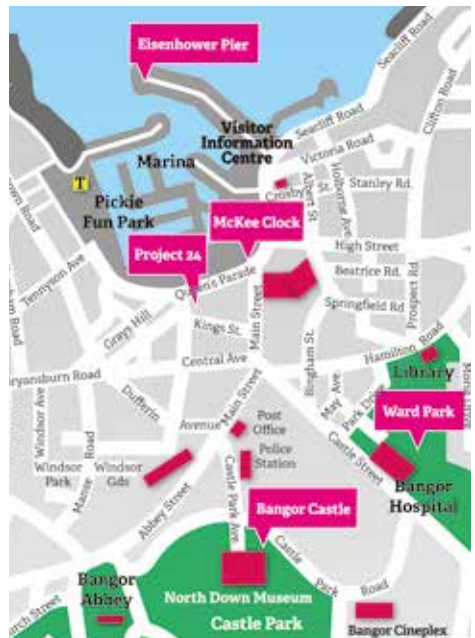 Eisenhower Pier
Seacliff Road
Clifton Road
Visitor
Information
Centre
Seacliff Road
Victoria Road
Marina
T
Pickie
Fun Park
Crosby
Albert St
Holborne Ave
Stanley Rd.
McKee Clock
Project 24
High Street
Tennyson Ave
Queen's Parade
Beatrice Rd.
Prospect Rd
Springfield Rd
Main Street
Grays Hill
Kings St.
Central Ave
Bingham St.
Hamilton Road
Library
May Ave.
Park Drive
Ward Park
Dufferin
Avenue
Main Street
Windsor Ave
Manse Road
Post
Office
Police
Station
Castle Street
Windsor
Park
Windsor
Gds
Abbey Street
Castle Park Ave.
Bangor
Hospital
Bangor Castle
Castle
Park
Road
Bangor
Abbey
North Down Museum
Castle Park
Bangor Cineplex